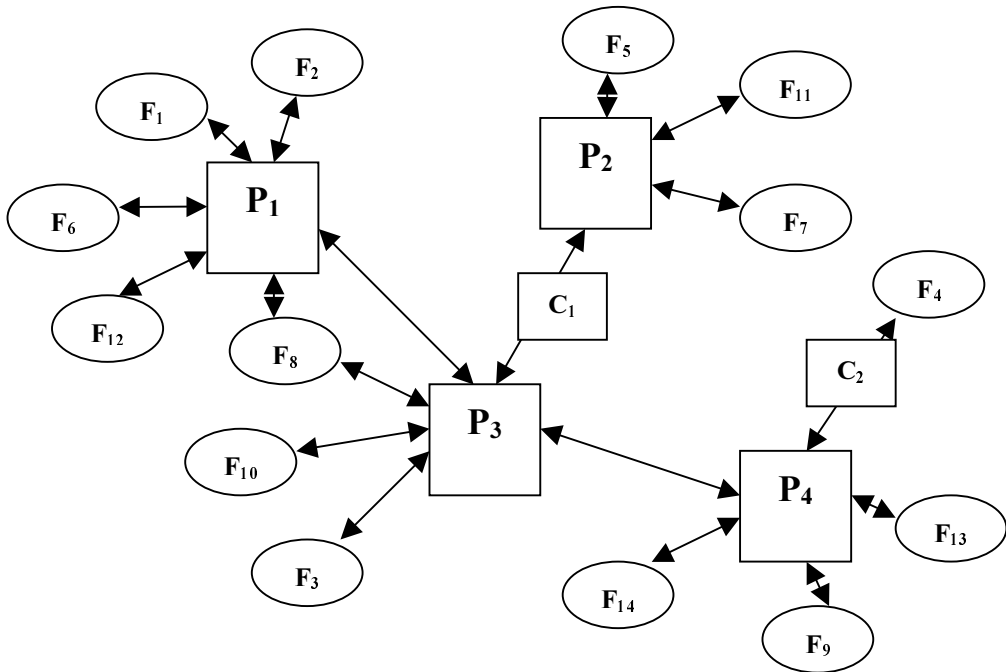 F₅
F₂
F₁₁
F₁
P₂
P₁
F₆
F₇
F₄
C₁
F₁₂
F₈
C₂
P₃
F₁₀
P₄
F₁₃
F₃
F₁₄
F₉